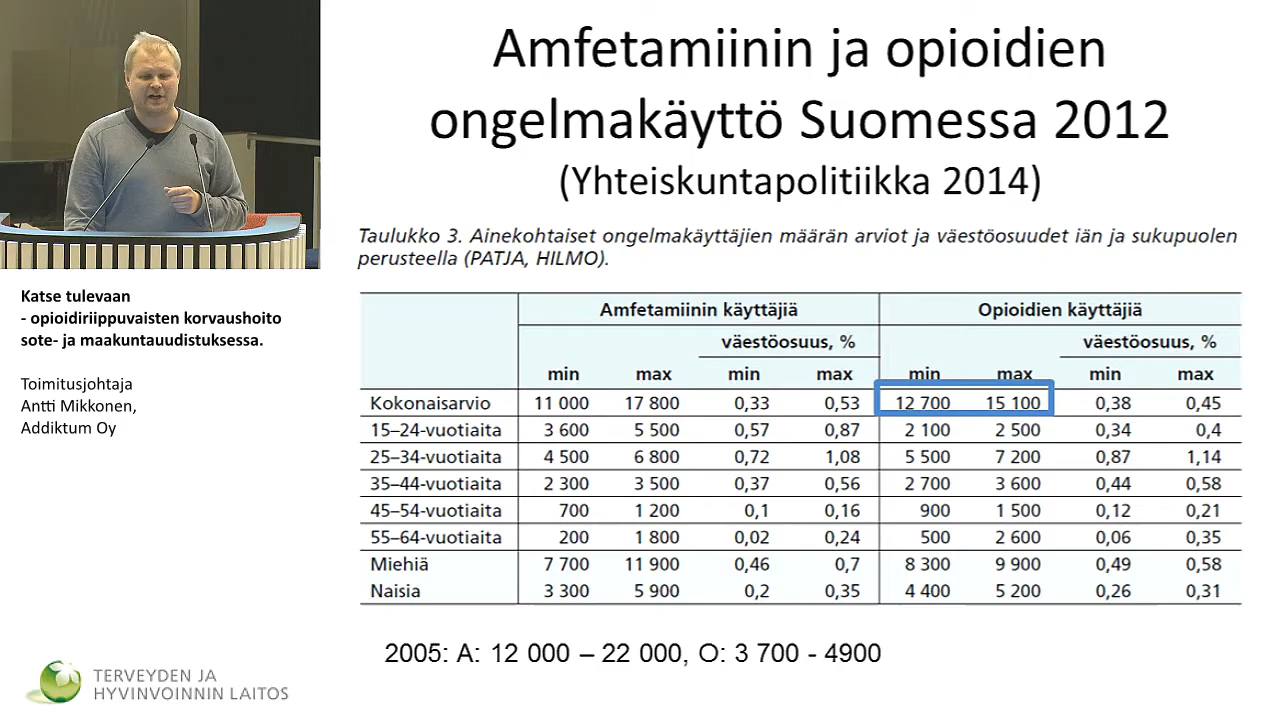 Amfetamiinin ja opioidien
ongelmakäyttö Suomessa 2012
(Yhteiskuntapolitiikka 2014)
Taulukko 3. Ainekohtaiset ongelmakäyttäjien määrän arviot ja väestöosuudet iän ja sukupuolen
perusteella (PATJA, HILMO).
Amfetamiinin käyttäjiä Opioidien käyttäjiä
väestöosuus, % väestöosuus, %
min max min max min max min max
Kokonaisarvio 11 000 17 800 0,33 0,53 12 700 15 100 0,38 0,45
15–24-vuotiaita 3 600 5 500 0,57 0,87 2 100 2 500 0,34 0,4
25–34-vuotiaita 4 500 6 800 0,72 1,08 5 500 7 200 0,87 1,14
35–44-vuotiaita 2 300 3 500 0,37 0,56 2 700 3 600 0,44 0,58
45–54-vuotiaita 700 1 200 0,1 0,16 900 1 500 0,12 0,21
55–64-vuotiaita 200 1 800 0,02 0,24 500 2 600 0,06 0,35
Miehiä 7 700 11 900 0,46 0,7 8 300 9 900 0,49 0,58
Naisia 3 300 5 900 0,2 0,35 4 400 5 200 0,26 0,31
2005: A: 12 000 – 22 000, O: 3 700 - 4900
Katse tulevaan
- opioidiriippuvaisten korvaushoito
sote- ja maakuntauudistuksessa.
Toimitusjohtaja
Antti Mikkonen,
Addiktum Oy
TERVEYDEN JA
HYVINVOINNIN LAITOS